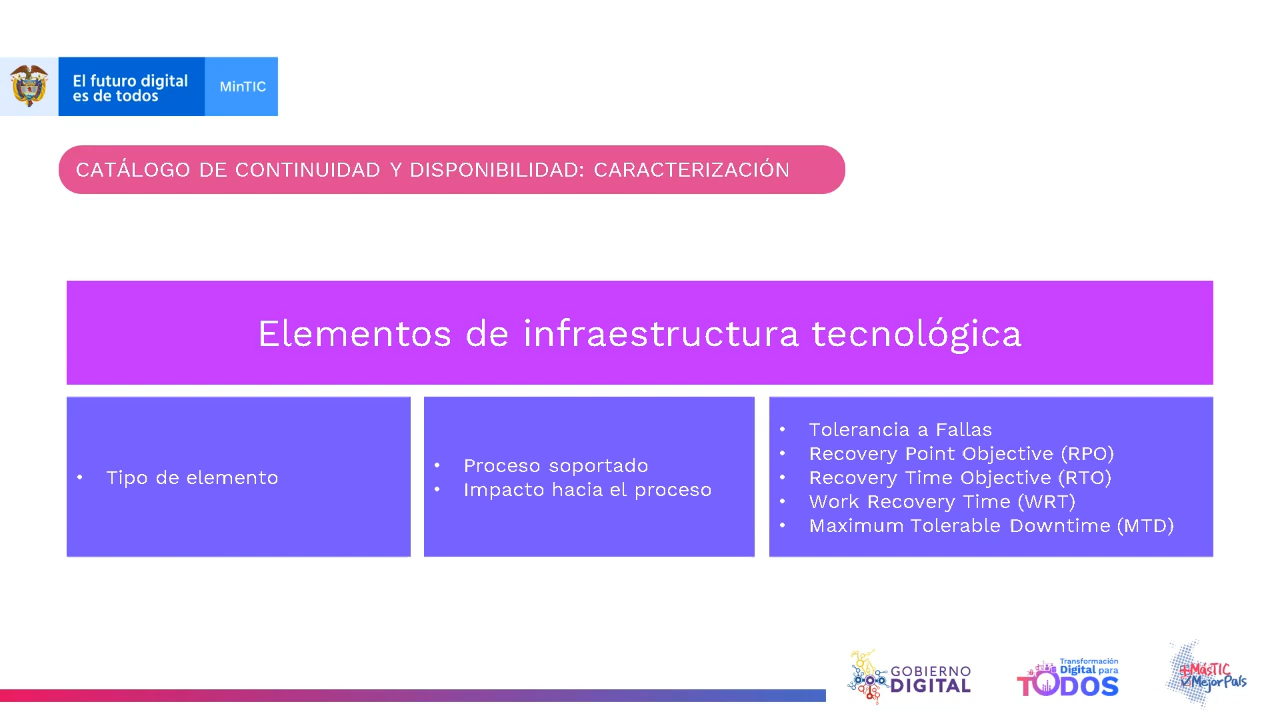 El futuro digital
es de todos
MinTIC
CATÁLOGO DE CONTINUIDAD Y DISPONIBILIDAD: CARACTERIZACIÓN
Elementos de infraestructura tecnológica
• Tipo de elemento
• Proceso soportado
• Impacto hacia el proceso
• Tolerancia a Fallas
• Recovery Point Objective (RPO)
• Recovery Time Objective (RTO)
• Work Recovery Time (WRT)
• Maximum Tolerable Downtime (MTD)
GOBIERNO
DIGITAL
Transformación
Digital para
TODOS
+MásTIC
MejorPaís